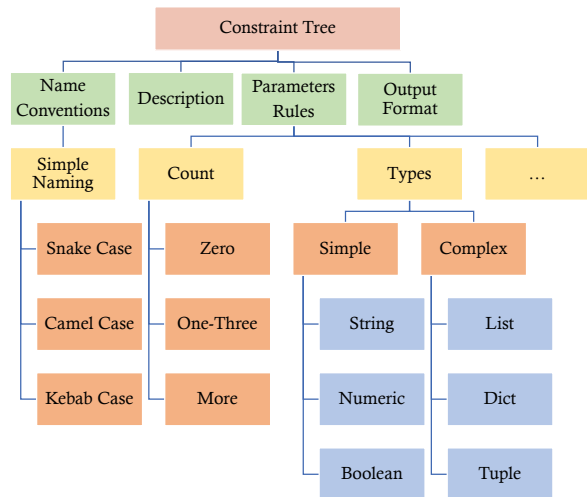 Constraint Tree
Name
Conventions
Description
Parameters
Rules
Output
Format
Simple
Naming
Count
Types
...
Snake Case
Zero
Simple
Complex
Camel Case
One-Three
String
List
Kebab Case
More
Numeric
Dict
Boolean
Tuple